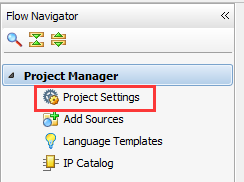 Flow Navigator
Project Manager
Project Settings
Add Sources
Language Templates
IP Catalog